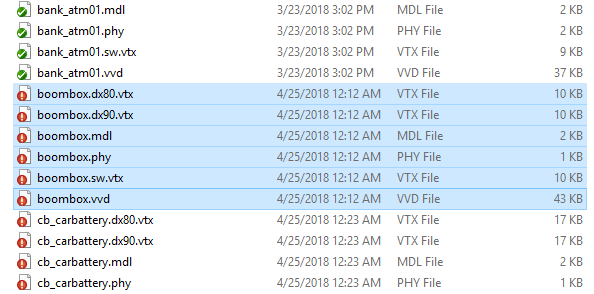 bank_atm01.mdl 3/23/2018 3:02 PM MDL File 2 KB
bank_atm01.phy 3/23/2018 3:02 PM PHY File 2 KB
bank_atm01.sw.vtx 3/23/2018 3:02 PM VTX File 9 KB
bank_atm01.vvd 3/23/2018 3:02 PM VVD File 37 KB
boombox.dx80.vtx 4/25/2018 12:12 AM VTX File 10 KB
boombox.dx90.vtx 4/25/2018 12:12 AM VTX File 10 KB
boombox.mdl 4/25/2018 12:12 AM MDL File 2 KB
boombox.phy 4/25/2018 12:12 AM PHY File 1 KB
boombox.sw.vtx 4/25/2018 12:12 AM VTX File 10 KB
boombox.vvd 4/25/2018 12:12 AM VVD File 43 KB
cb_carbattery.dx80.vtx 4/25/2018 12:23 AM VTX File 17 KB
cb_carbattery.dx90.vtx 4/25/2018 12:23 AM VTX File 17 KB
cb_carbattery.mdl 4/25/2018 12:23 AM MDL File 2 KB
cb_carbattery.phy 4/25/2018 12:23 AM PHY File 1 KB